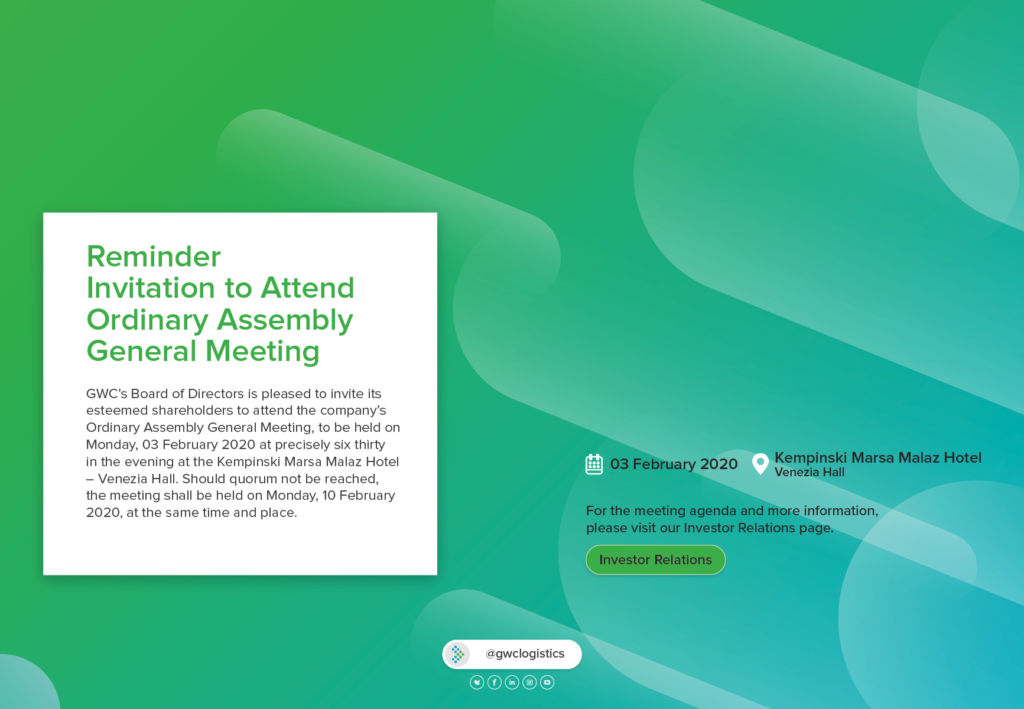 Reminder
Invitation to Attend
Ordinary Assembly
General Meeting
GWC’s Board of Directors is pleased to invite its
esteemed shareholders to attend the company’s
Ordinary Assembly General Meeting, to be held on
Monday, 03 February 2020 at precisely six thirty
in the evening at the Kempinski Marsa Malaz Hotel
– Venezia Hall. Should quorum not be reached,
the meeting shall be held on Monday, 10 February
2020, at the same time and place.
03 February 2020
Kempinski Marsa Malaz Hotel
Venezia Hall
For the meeting agenda and more information,
please visit our Investor Relations page.
Investor Relations
@gwclogistics